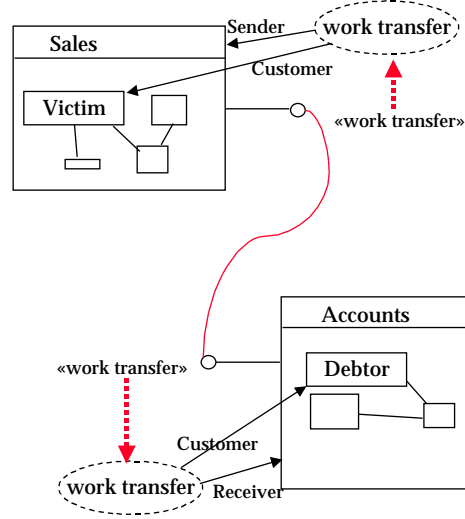 Sender
work transfer
Sales
Customer
Victim
«work transfer»
Accounts
«work transfer»
Debtor
Customer
work transfer
Receiver